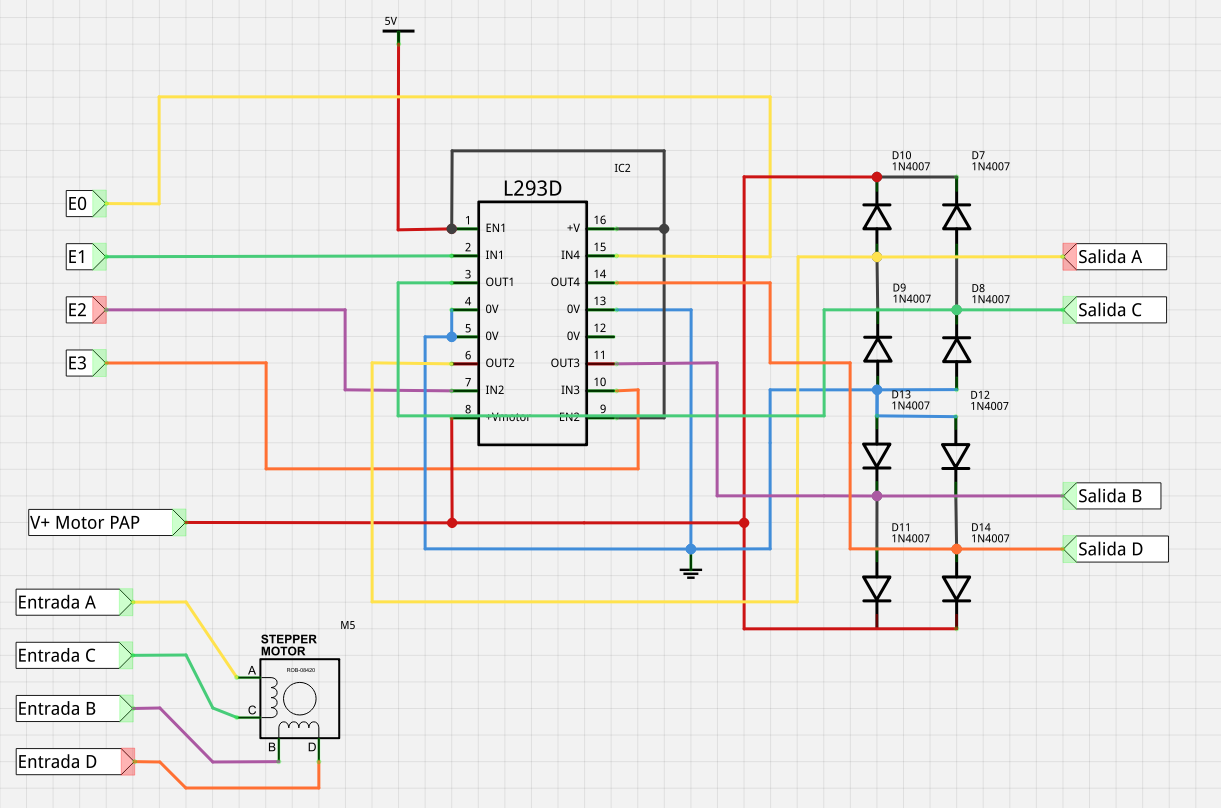 5V
D10
1N4007
D7
1N4007
IC2
L293D
E0
1 EN1 +V 16
E1
2 IN1 IN4 15
Salida A
3 OUT1 OUT4 14
D9
1N4007
D8
1N4007
E2
4 0V 0V 13
Salida C
5 0V 0V 12
E3
6 OUT2 OUT3 11
7 IN2 IN3 10
D13
1N4007
D12
1N4007
8 +Vmotor EN2 9
Salida B
V+ Motor PAP
D11
1N4007
D14
1N4007
Salida D
Entrada A
M5
STEPPER
MOTOR
Entrada C
A
ROB-08420
Entrada B
C
B D
Entrada D